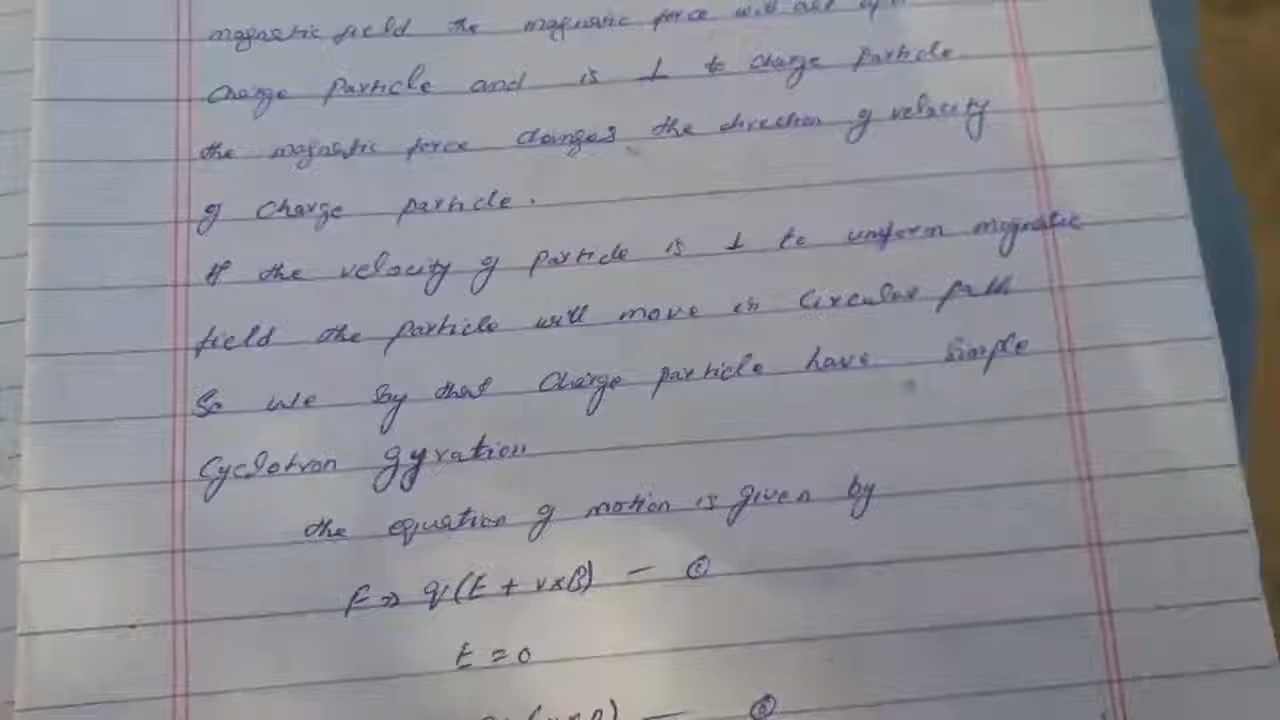 magnetic field the magnetic force will act
charge particle and is ⊥ to charge particle
the magnetic force changes the direction of velocity
of charge particle.
If the velocity of particle is ⊥ to uniform magnetic
field the particle will move in circular path
So we say that charge particle have simple
Cyclotron gyration
the equation of motion is given by
F => q(E + v×B) — ①
E = 0
— ②